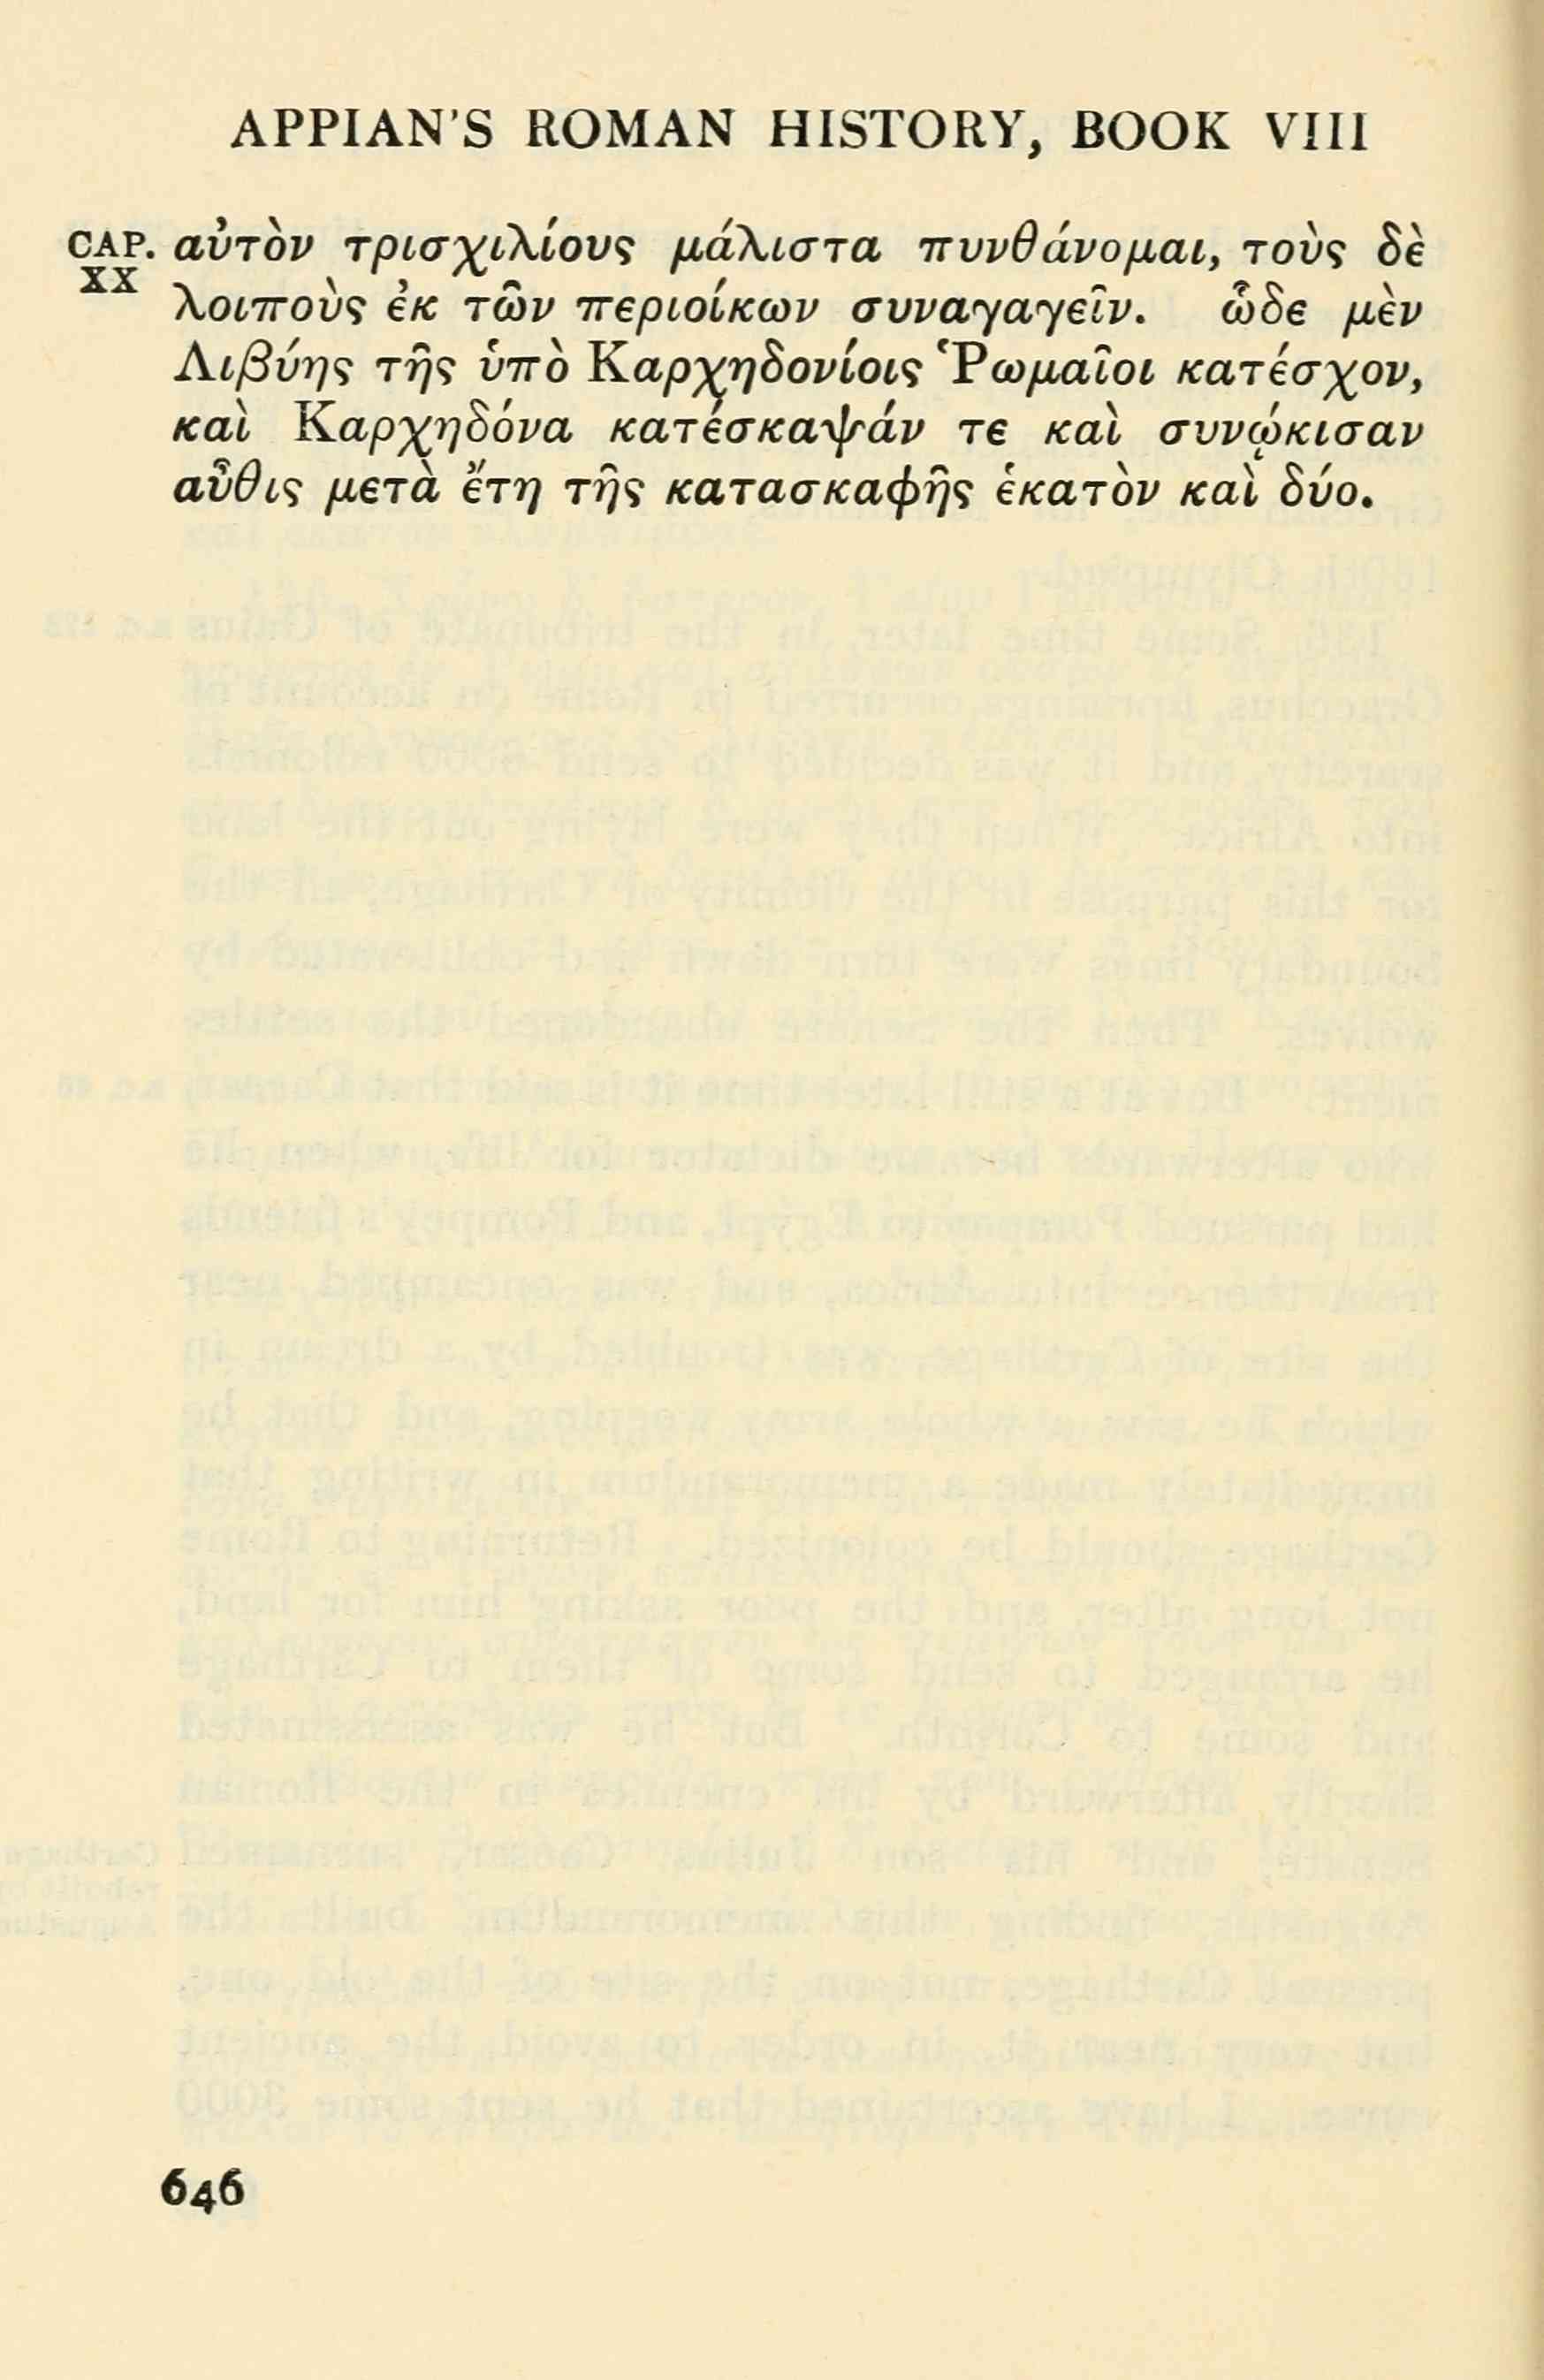 APPIAN'S ROMAN HISTORY, BOOK VIII
CAP. XX
αὐτὸν τρισχιλίους μάλιστα πυνθάνομαι, τοὺς δὲ
λοιποὺς ἐκ τῶν περιοίκων συναγαγεῖν. ὧδε μὲν
Λιβύης τῆς ὑπὸ Καρχηδονίοις Ῥωμαῖοι κατέσχον,
καὶ Καρχηδόνα κατέσκαψάν τε καὶ συνῴκισαν
αὖθις μετὰ ἔτη τῆς κατασκαφῆς ἑκατὸν καὶ δύο.
646